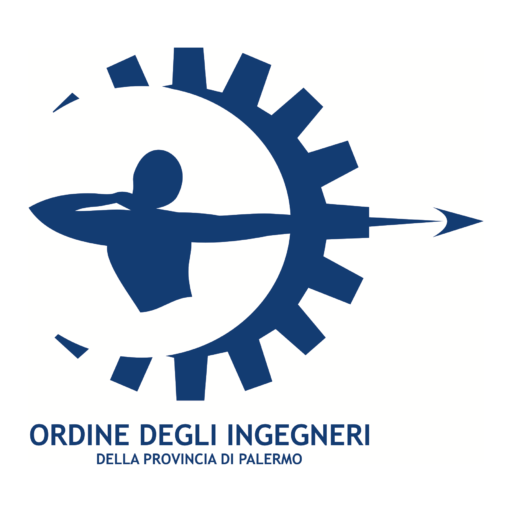 ORDINE DEGLI INGEGNERI
DELLA PROVINCIA DI PALERMO